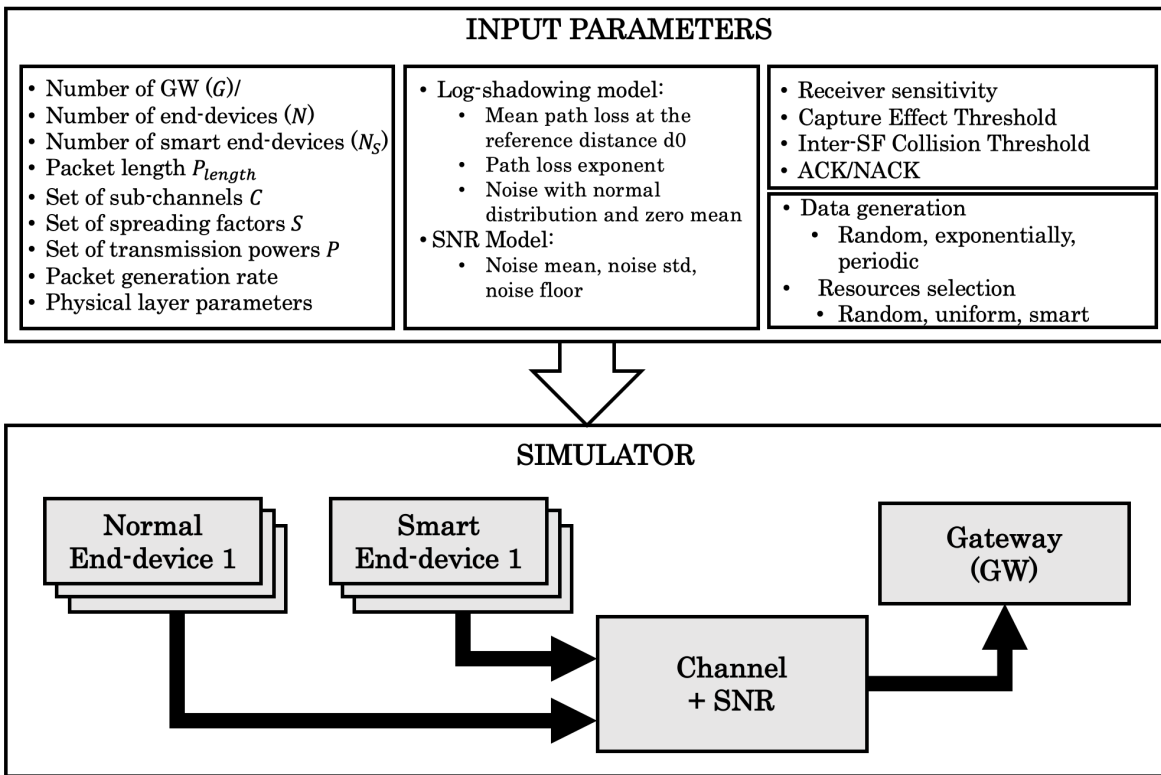 INPUT PARAMETERS
• Number of GW (G)/
• Number of end-devices (N)
• Number of smart end-devices (N_S)
• Packet length P_length
• Set of sub-channels C
• Set of spreading factors S
• Set of transmission powers P
• Packet generation rate
• Physical layer parameters
• Log-shadowing model:
• Mean path loss at the
reference distance d0
• Path loss exponent
• Noise with normal
distribution and zero mean
• SNR Model:
• Noise mean, noise std,
noise floor
• Receiver sensitivity
• Capture Effect Threshold
• Inter-SF Collision Threshold
• ACK/NACK
• Data generation
• Random, exponentially,
periodic
• Resources selection
• Random, uniform, smart
SIMULATOR
Normal
End-device 1
Smart
End-device 1
Gateway
(GW)
Channel
+ SNR